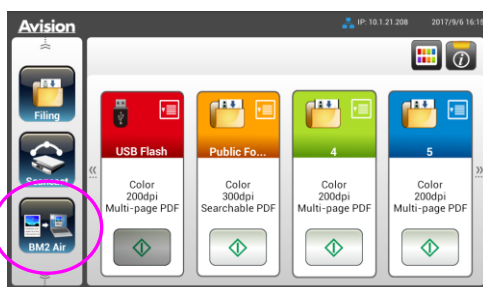 Avision
IP: 10.1.21.208 2017/9/6 16:15
Filing
Scancast
BM2 Air
USB Flash
Color
200dpi
Multi-page PDF
Public Fo...
Color
300dpi
Searchable PDF
4
Color
200dpi
Multi-page PDF
5
Color
200dpi
Multi-page PDF